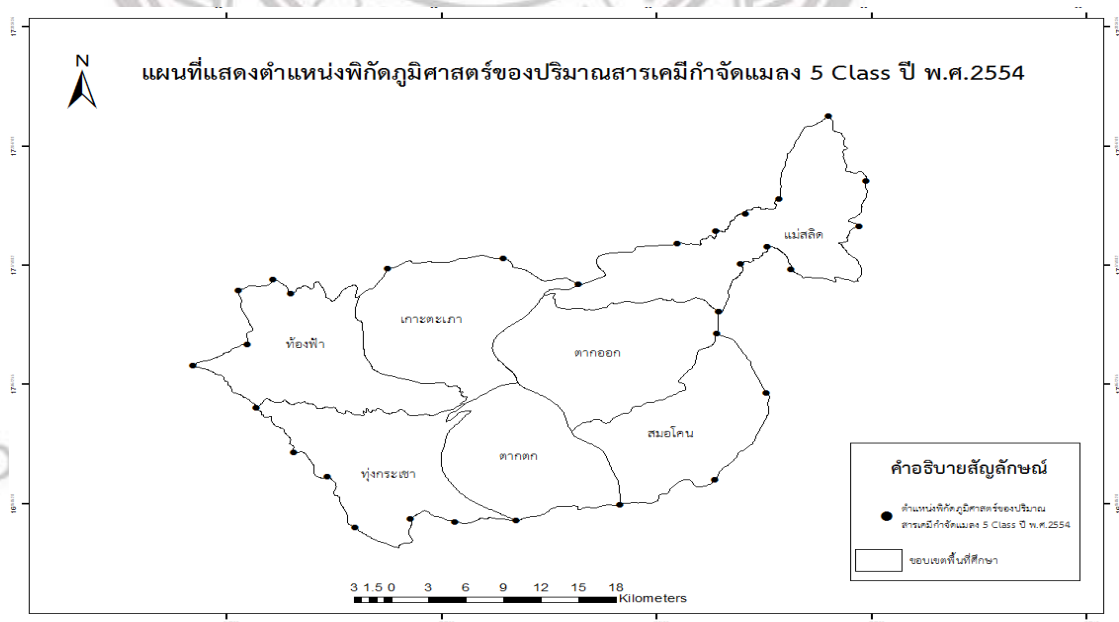 N
แผนที่แสดงตำแหน่งพิกัดภูมิศาสตร์ของปริมาณสารเคมีกำจัดแมลง 5 Class ปี พ.ศ.2554
แม่สลิด
เกาะตะเภา
ท้องฟ้า
ตากออก
สมอโคน
ตากตก
ทุ่งกระเชา
คำอธิบายสัญลักษณ์
ตำแหน่งพิกัดภูมิศาสตร์ของปริมาณ
สารเคมีกำจัดแมลง 5 Class ปี พ.ศ.2554
ขอบเขตพื้นที่ศึกษา
3 1.5 0 3 6 9 12 15 18
Kilometers